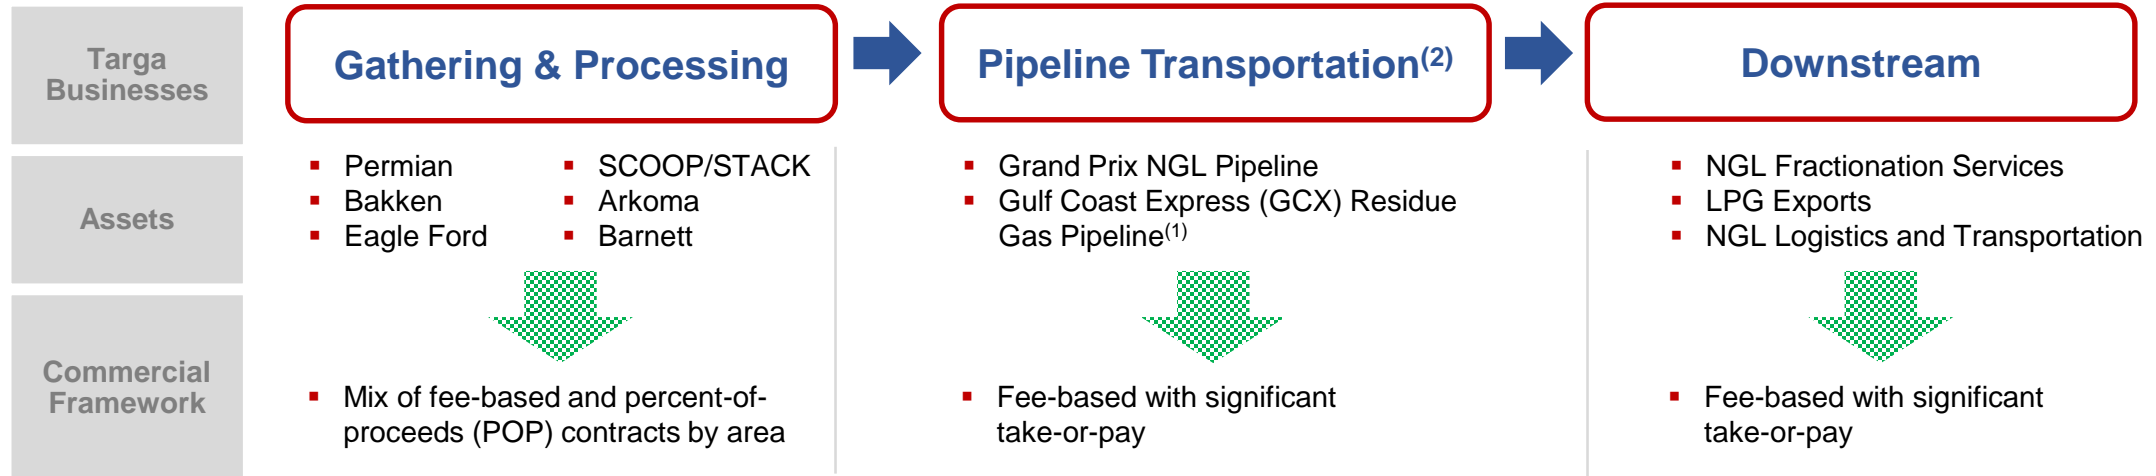 Targa
Businesses
Gathering & Processing
Pipeline Transportation(2)
Downstream
Assets
▪ Permian
▪ Bakken
▪ Eagle Ford
▪ SCOOP/STACK
▪ Arkoma
▪ Barnett
▪ Grand Prix NGL Pipeline
▪ Gulf Coast Express (GCX) Residue
Gas Pipeline(1)
▪ NGL Fractionation Services
▪ LPG Exports
▪ NGL Logistics and Transportation
Commercial
Framework
▪ Mix of fee-based and percent-of-
proceeds (POP) contracts by area
▪ Fee-based with significant
take-or-pay
▪ Fee-based with significant
take-or-pay